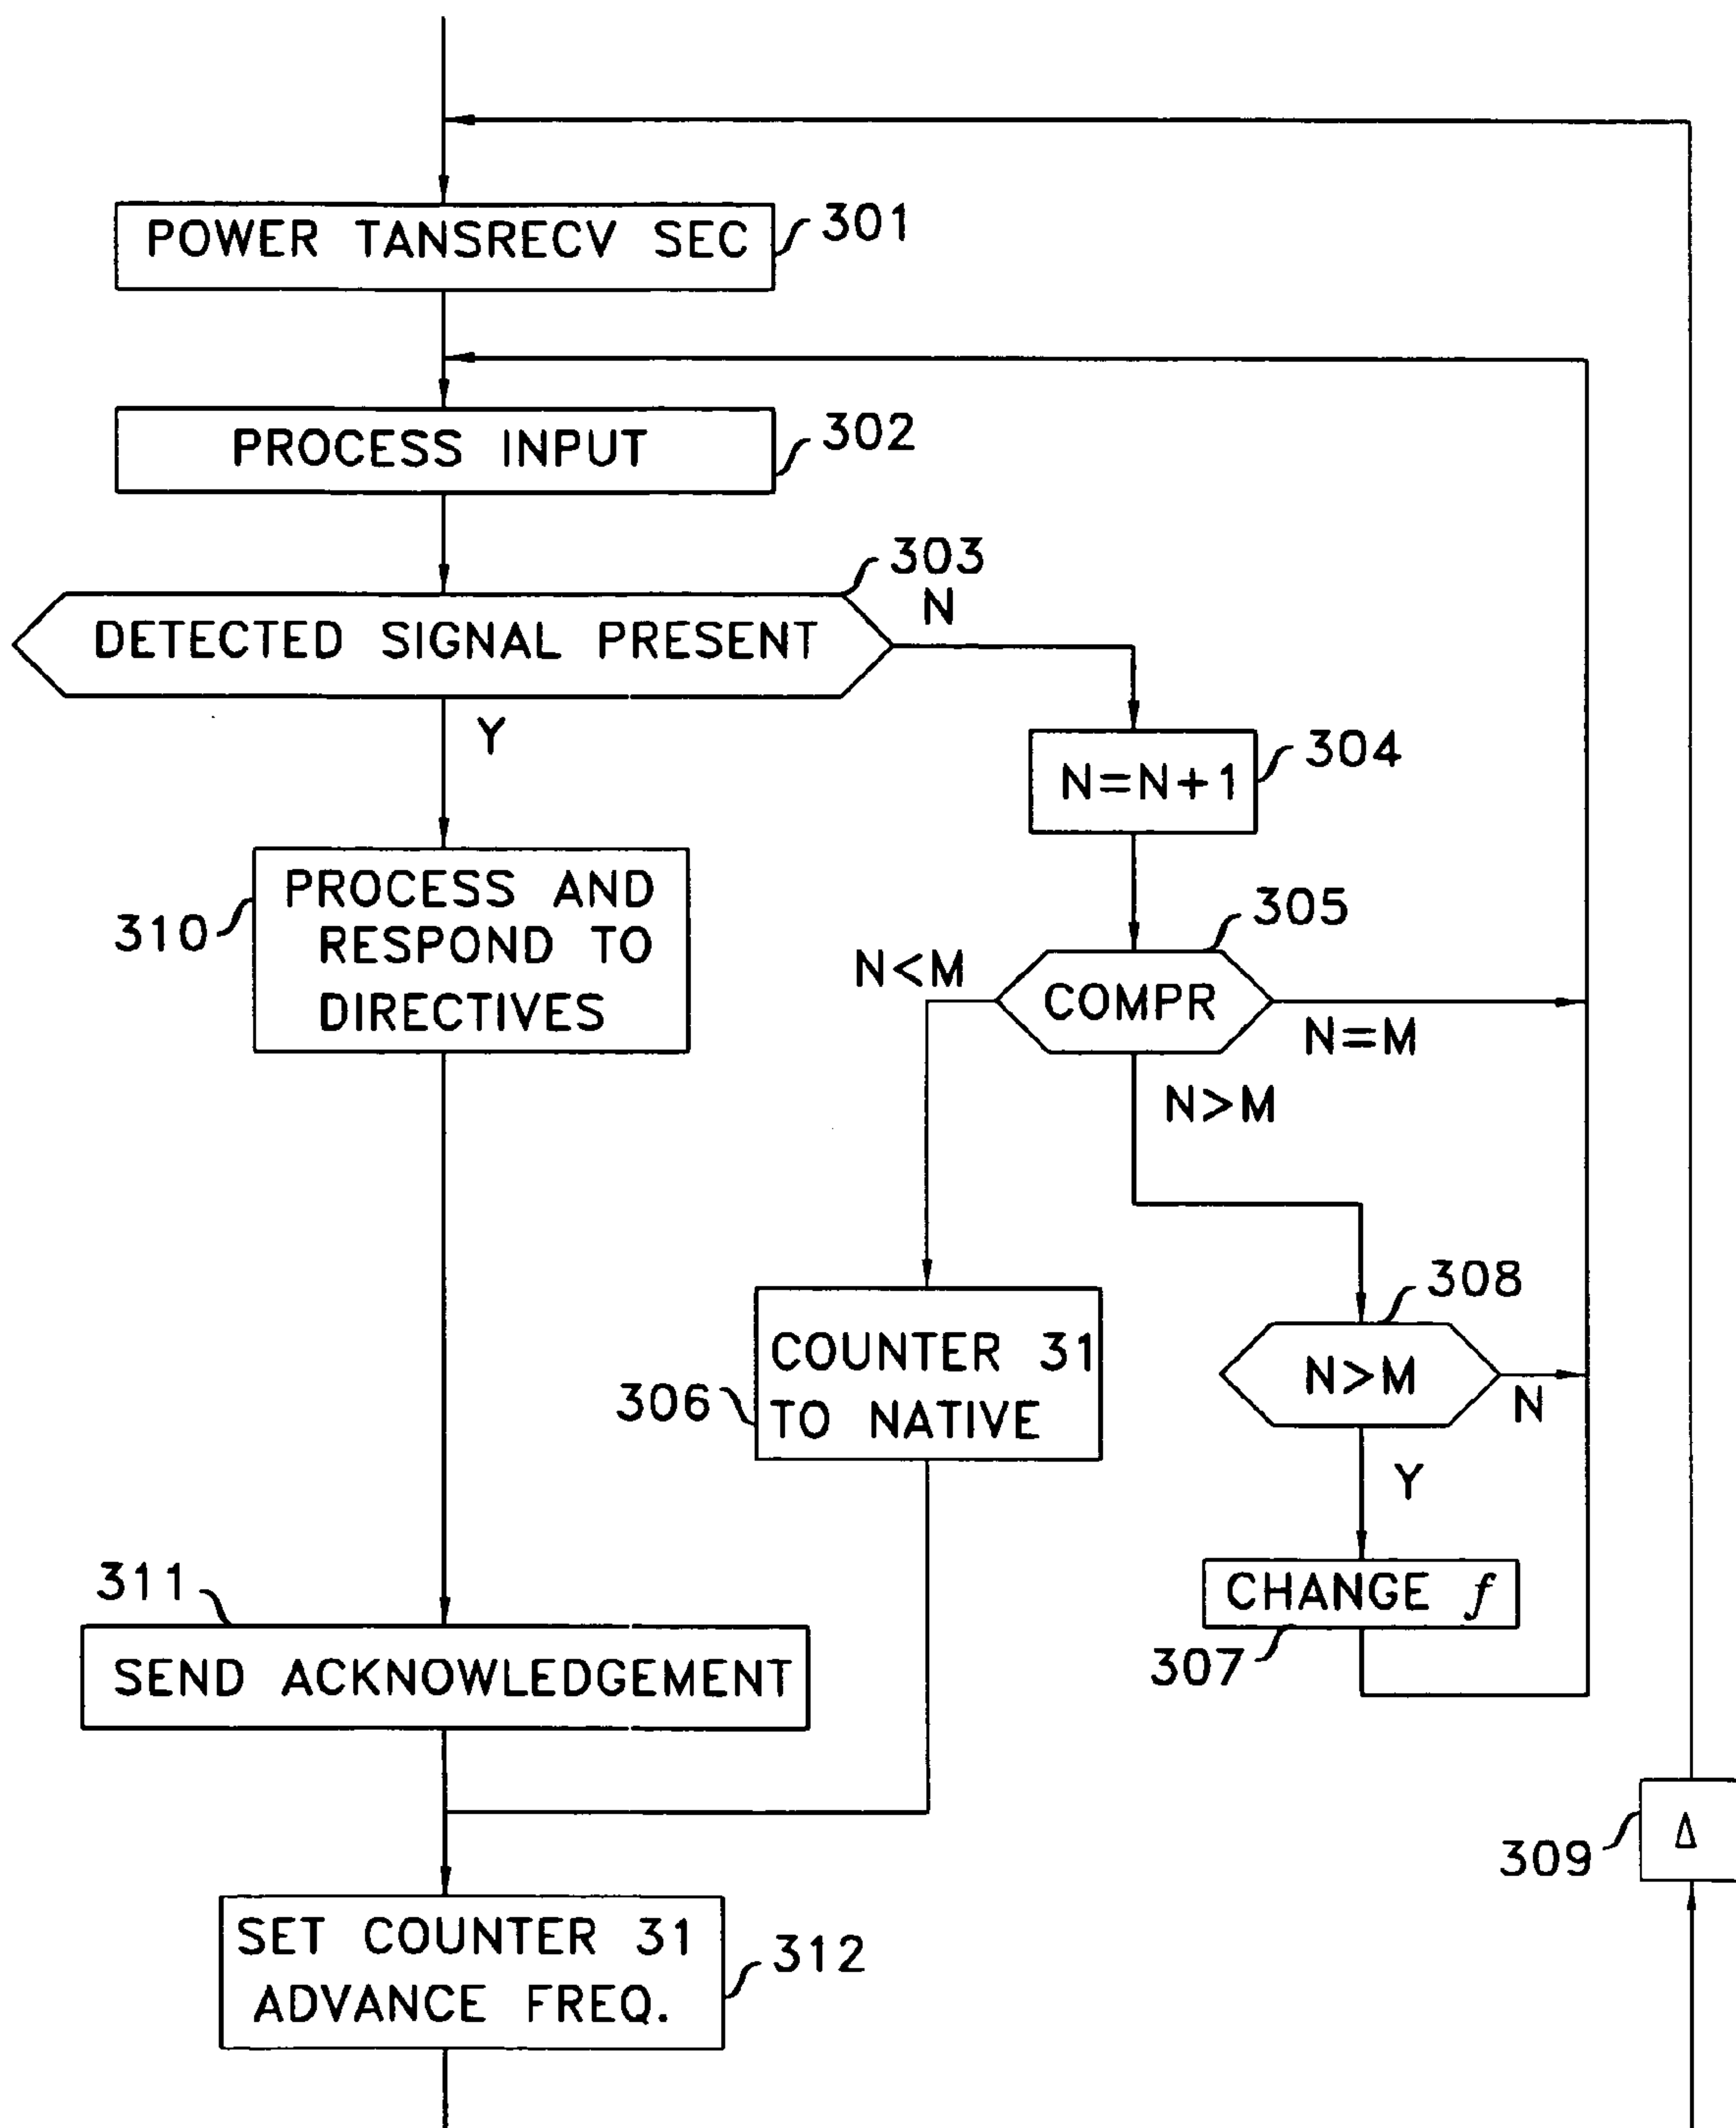 POWER TANSRECV SEC
301
PROCESS INPUT
302
303
DETECTED SIGNAL PRESENT
N
Y
N=N+1
304
PROCESS AND
RESPOND TO
DIRECTIVES
310
305
N<M
COMPR
N=M
N>M
308
N>M
N
Y
COUNTER 31
TO NATIVE
306
CHANGE f
307
311
SEND ACKNOWLEDGEMENT
309
Δ
SET COUNTER 31
ADVANCE FREQ.
312